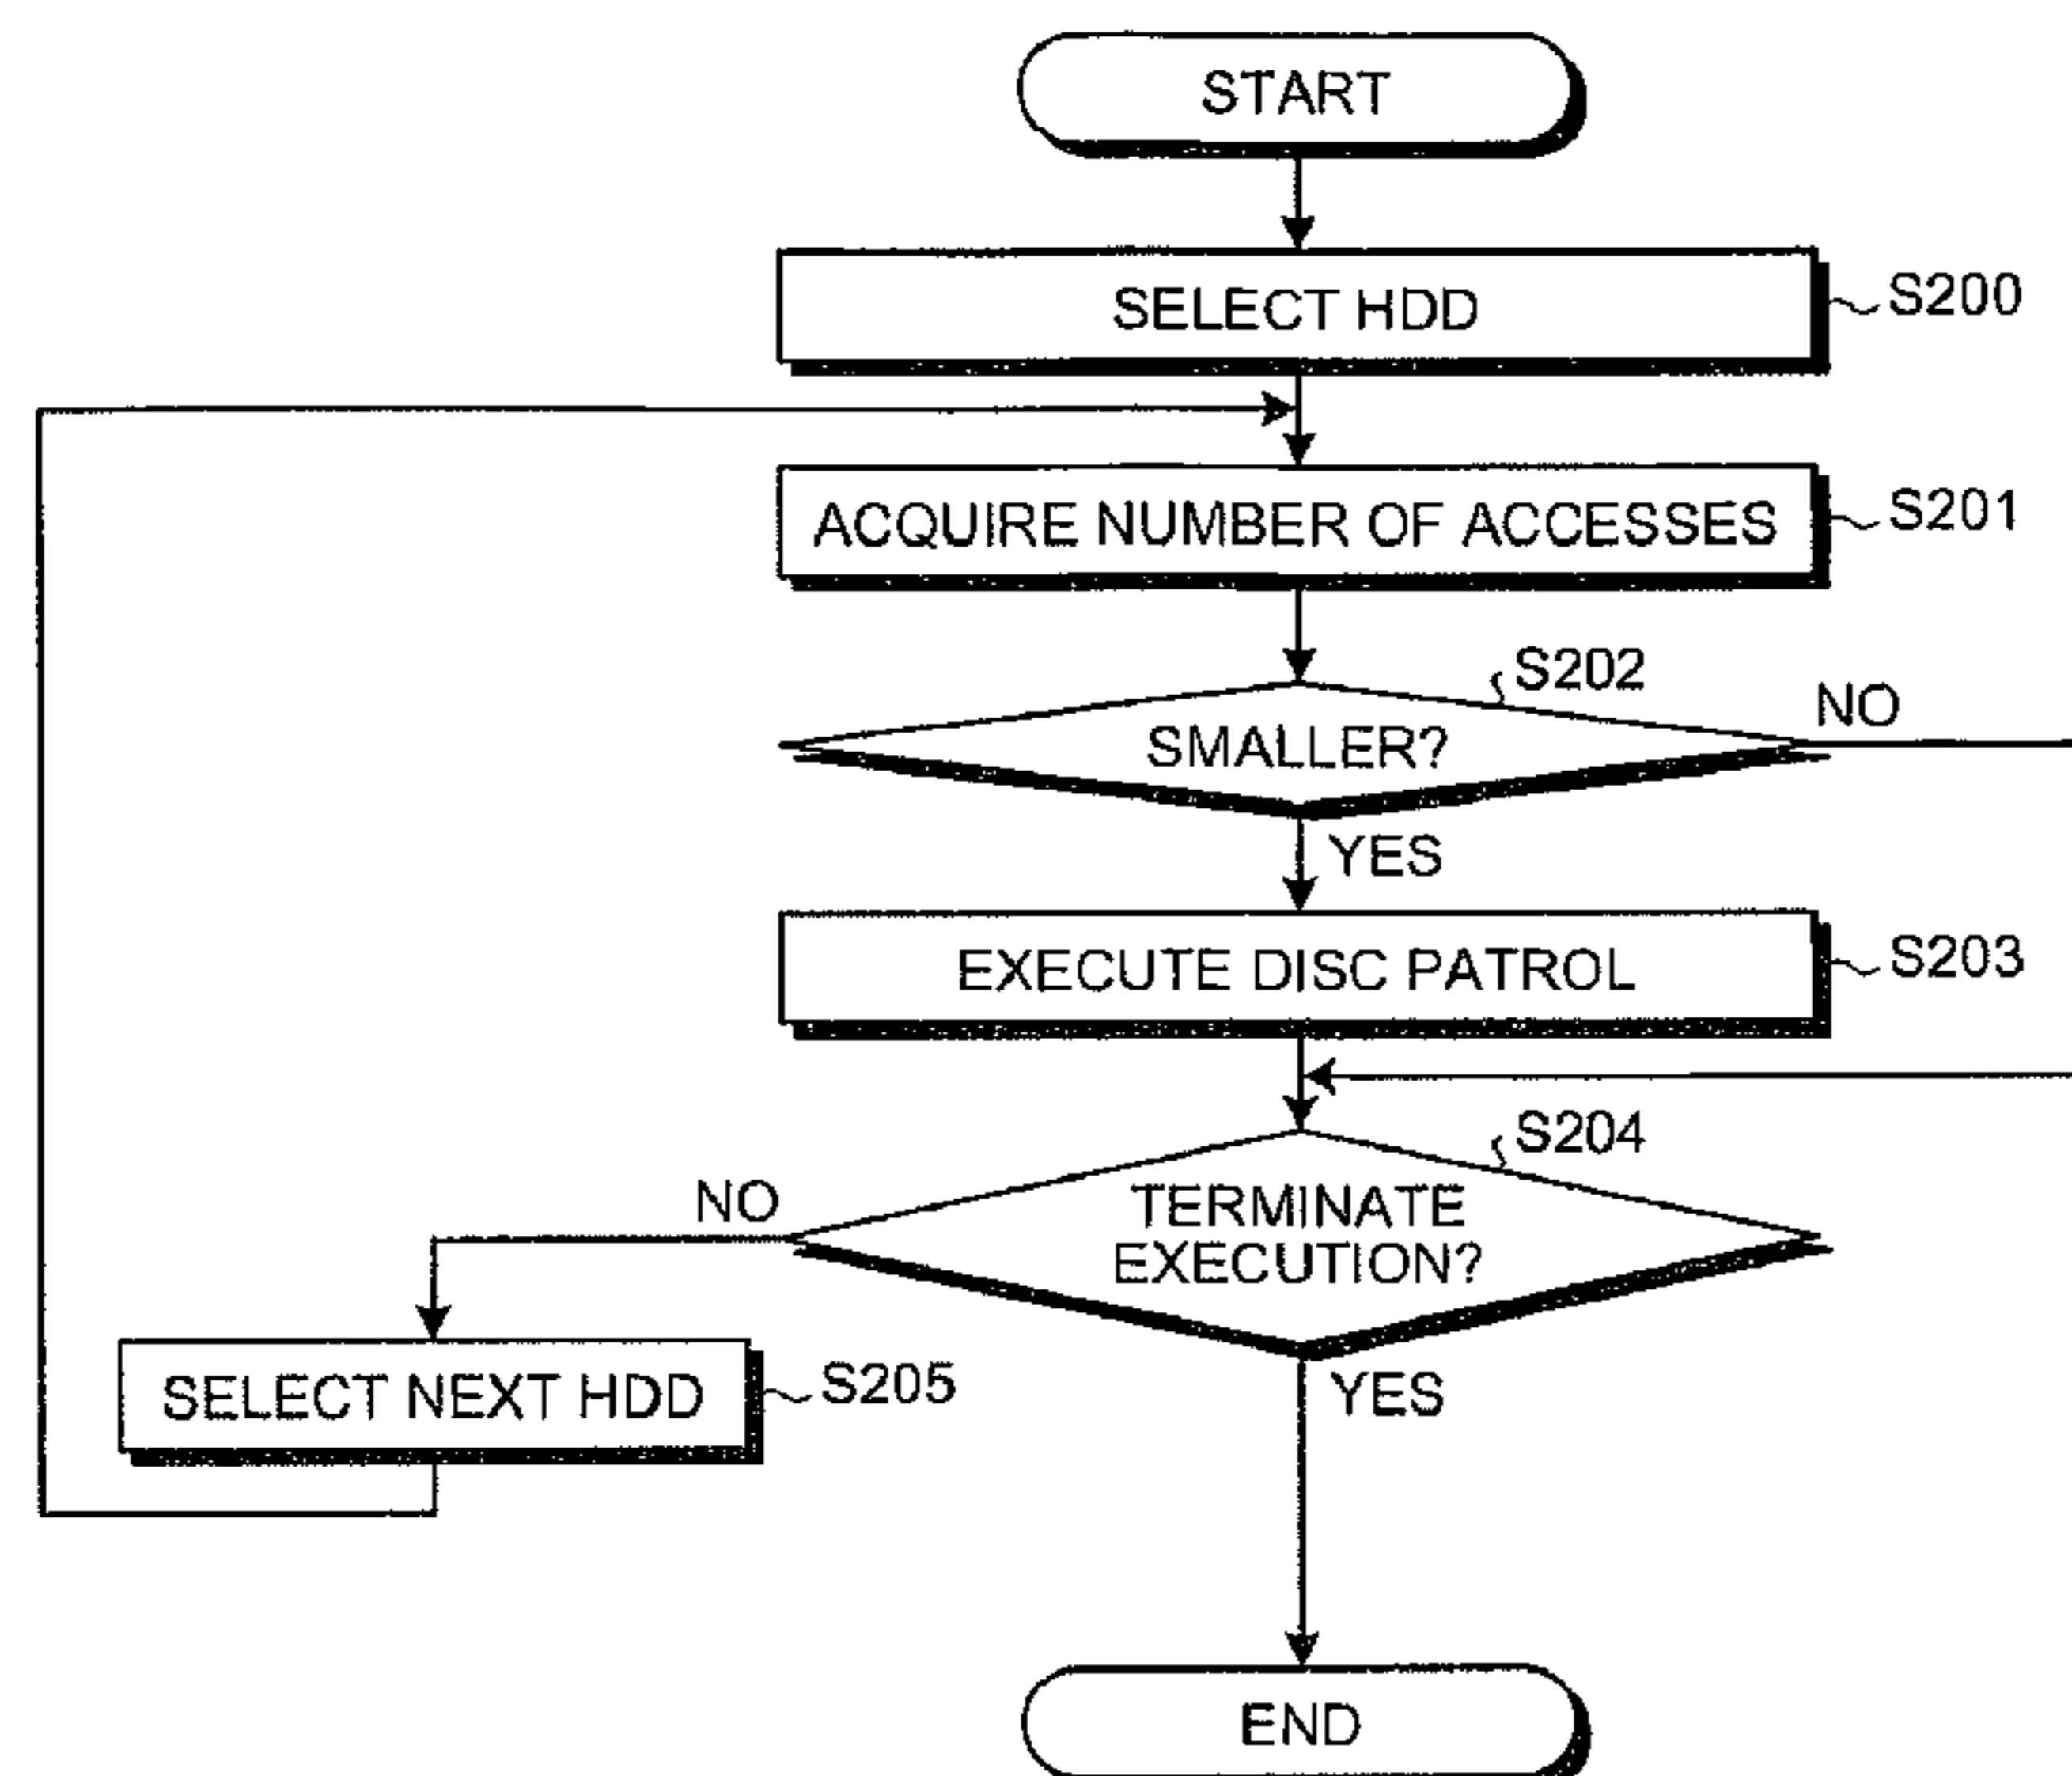 START
SELECT HDD
S200
ACQUIRE NUMBER OF ACCESSES
S201
S202
SMALLER?
NO
YES
EXECUTE DISC PATROL
S203
S204
TERMINATE
EXECUTION?
NO
YES
SELECT NEXT HDD
S205
END